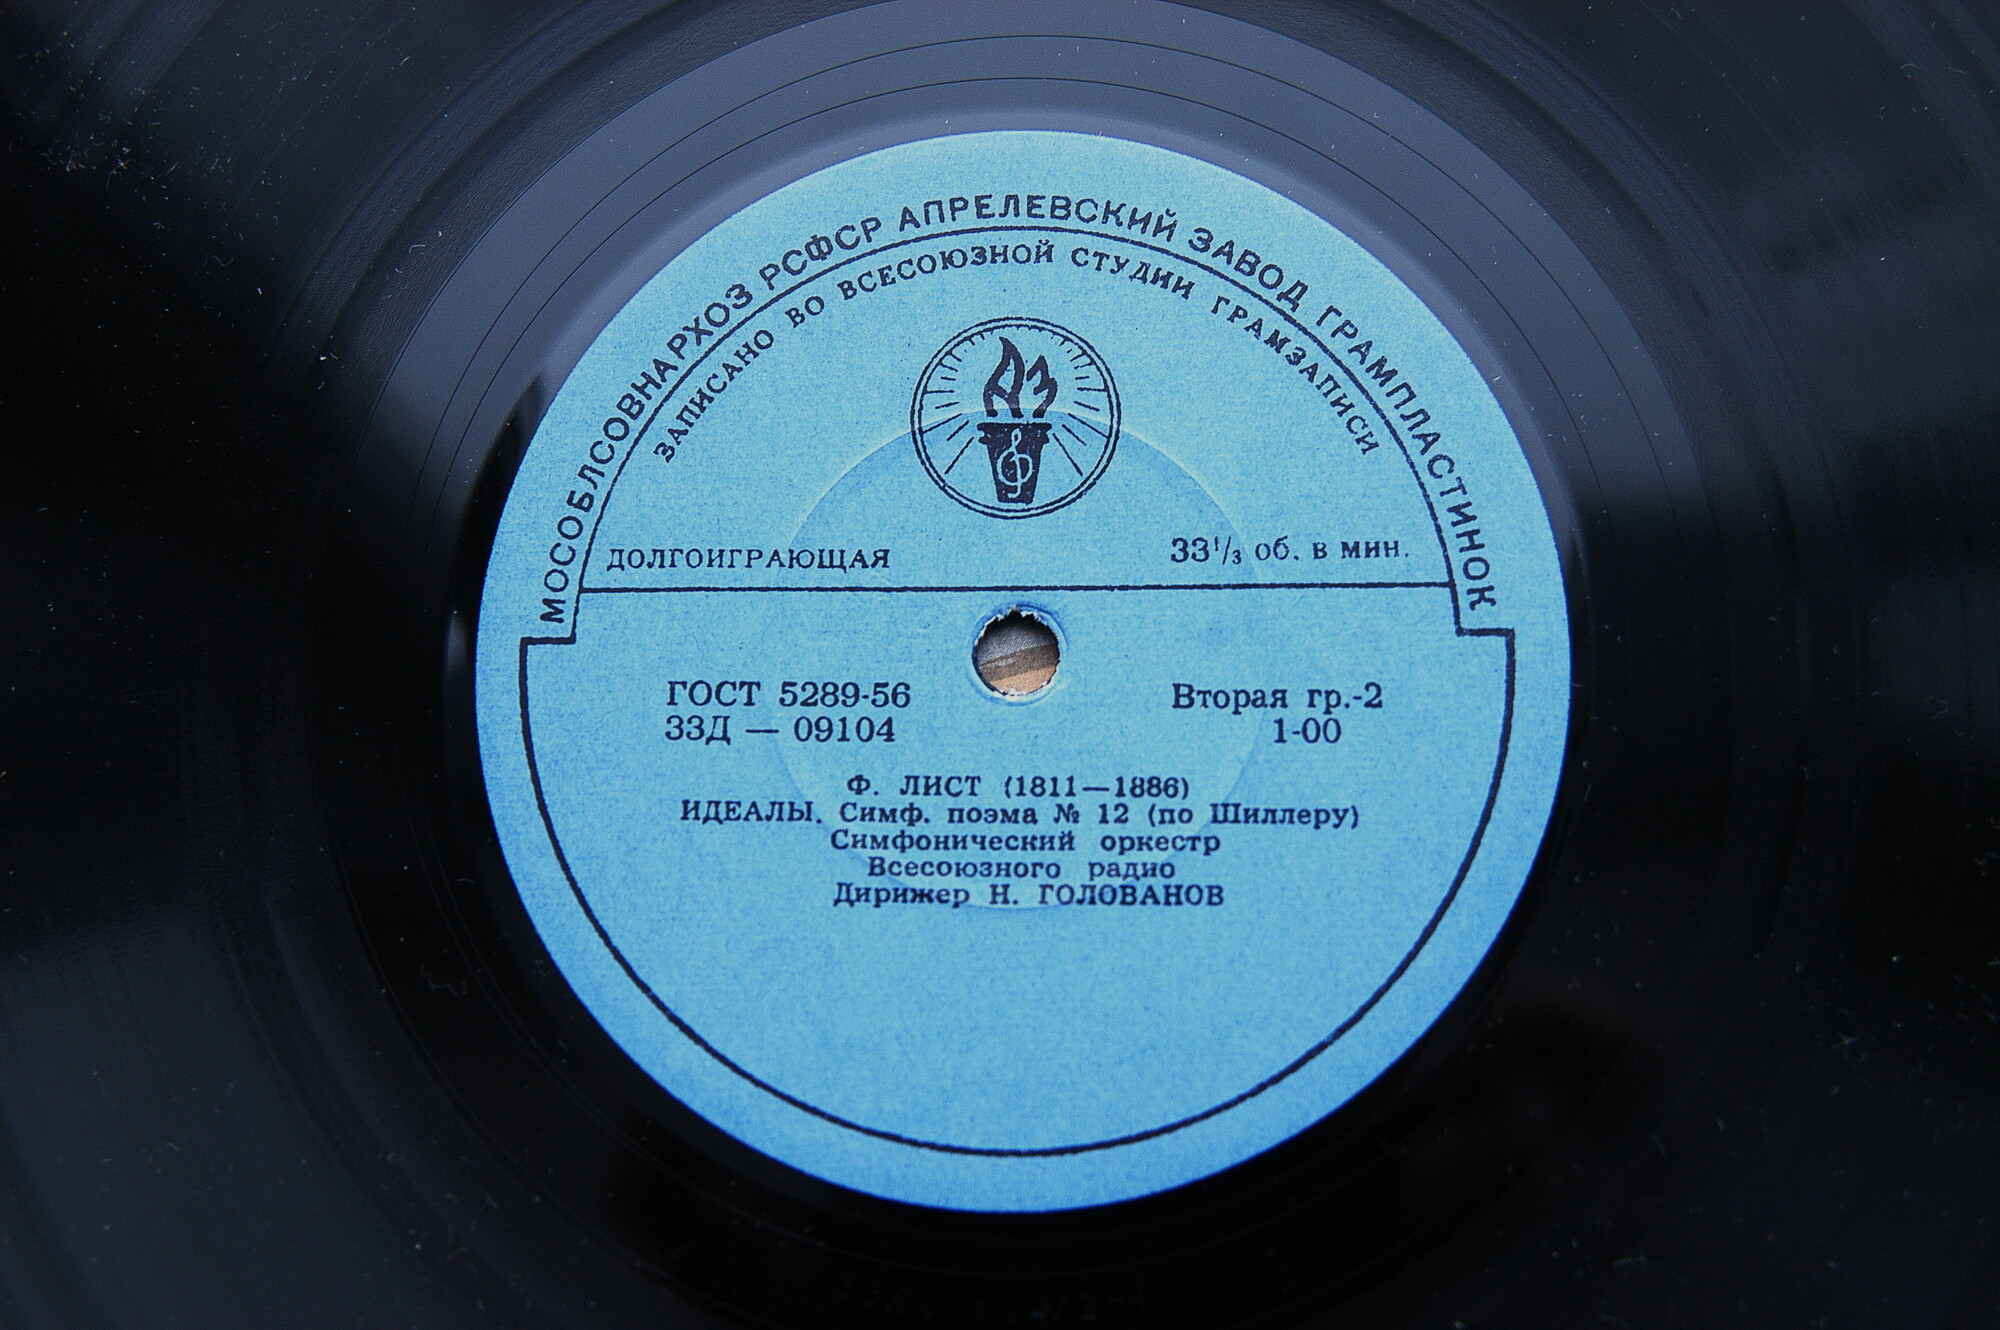 МОСОБЛСОВНАРХОЗ РСФСР АПРЕЛЕВСКИЙ ЗАВОД ГРАМПЛАСТИНОК
ЗАПИСАНО ВО ВСЕСОЮЗНОЙ СТУДИИ ГРАМЗАПИСИ
АЗ
ДОЛГОИГРАЮЩАЯ 33¹/₃ об. в мин.
ГОСТ 5289-56 Вторая гр.-2
33Д — 09104 1-00
Ф. ЛИСТ (1811—1886)
ИДЕАЛЫ. Симф. поэма № 12 (по Шиллеру)
Симфонический оркестр
Всесоюзного радио
Дирижер Н. ГОЛОВАНОВ